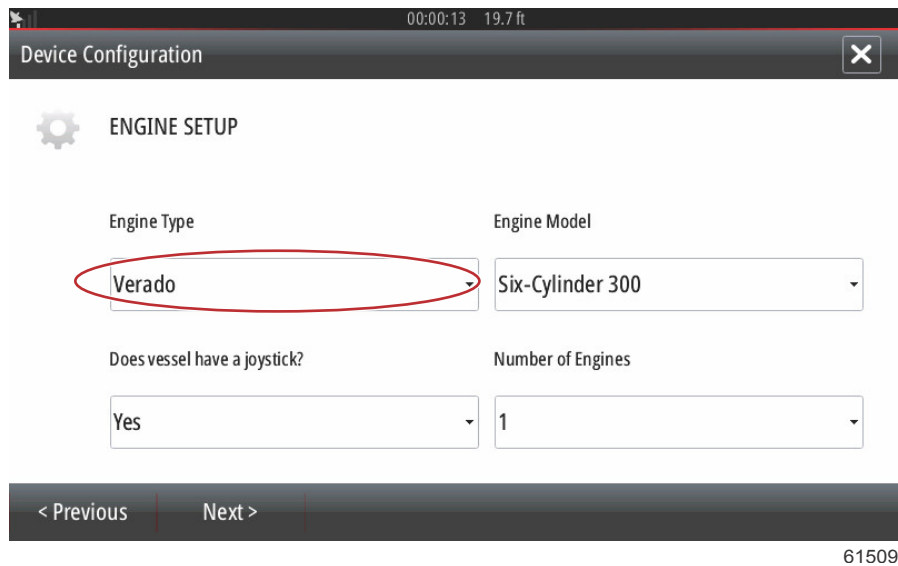 00:00:13 19.7 ft
Device Configuration
ENGINE SETUP
Engine Type
Engine Model
Verado
Six-Cylinder 300
Does vessel have a joystick?
Number of Engines
Yes
1
< Previous
Next >
61509